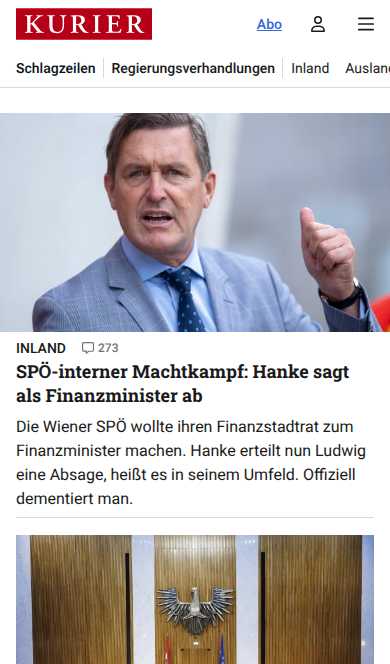 KURIER
Abo
Schlagzeilen
Regierungsverhandlungen
Inland
Ausland
INLAND 273
SPÖ-interner Machtkampf: Hanke sagt
als Finanzminister ab
Die Wiener SPÖ wollte ihren Finanzstadtrat zum
Finanzminister machen. Hanke erteilt nun Ludwig
eine Absage, heißt es in seinem Umfeld. Offiziell
dementiert man.